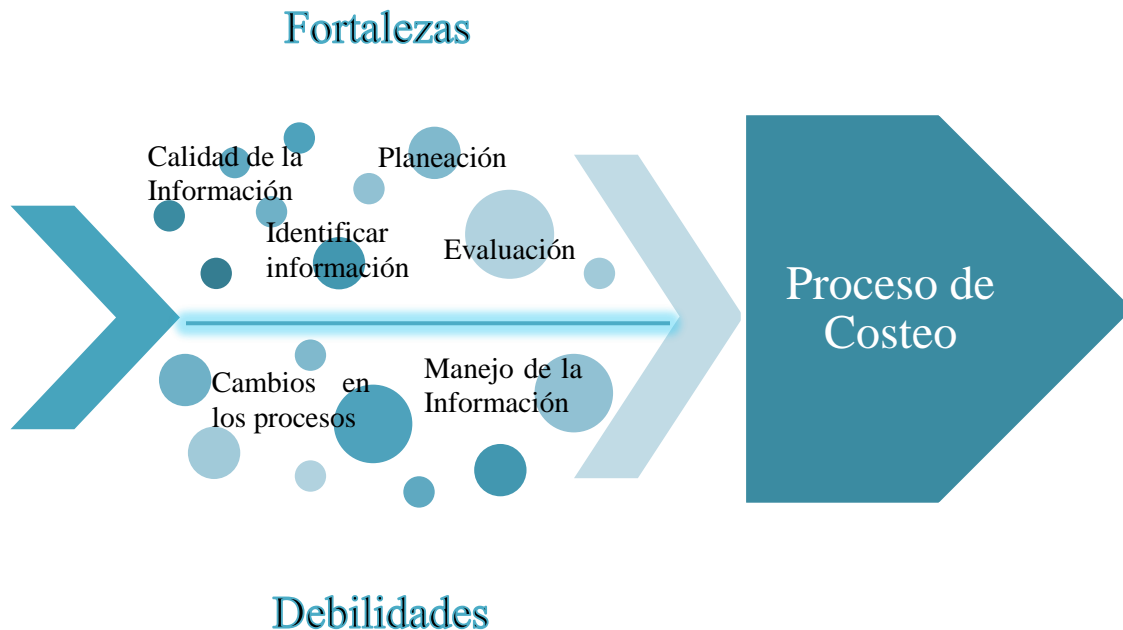 Fortalezas
Calidad de la
Información
Planeación
Identificar
información
Evaluación
Proceso de
Costeo
Cambios en
los procesos
Manejo de la
Información
Debilidades